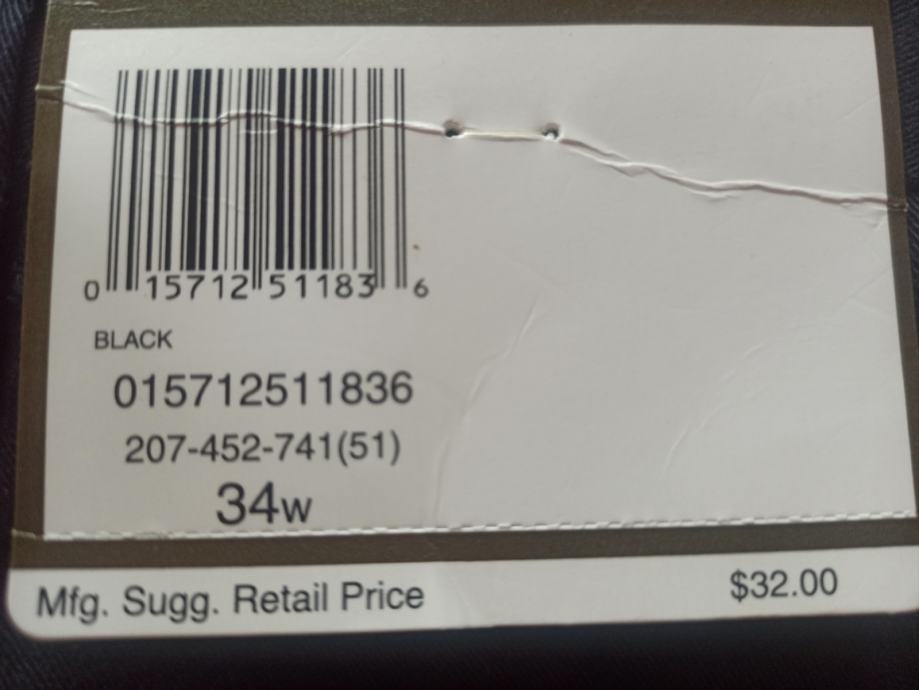 0 15712 51183 6
BLACK
015712511836
207-452-741(51)
34w
Mfg. Sugg. Retail Price $32.00